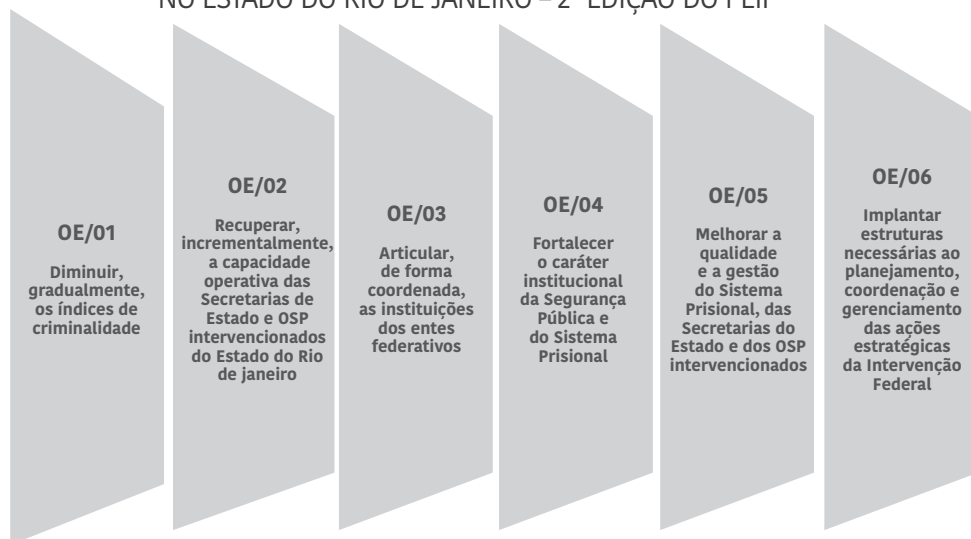 NO ESTADO DO RIO DE JANEIRO – 2ª EDIÇÃO DO PEIF
OE/01
Diminuir,
gradualmente,
os índices de
criminalidade
OE/02
Recuperar,
incrementalmente,
a capacidade
operativa das
Secretarias de
Estado e OSP
intervencionados
do Estado do Rio
de janeiro
OE/03
Articular,
de forma
coordenada,
as instituições
dos entes
federativos
OE/04
Fortalecer
o caráter
institucional
da Segurança
Pública e
do Sistema
Prisional
OE/05
Melhorar a
qualidade
e a gestão
do Sistema
Prisional, das
Secretarias do
Estado e dos OSP
intervencionados
OE/06
Implantar
estruturas
necessárias ao
planejamento,
coordenação e
gerenciamento
das ações
estratégicas
da Intervenção
Federal